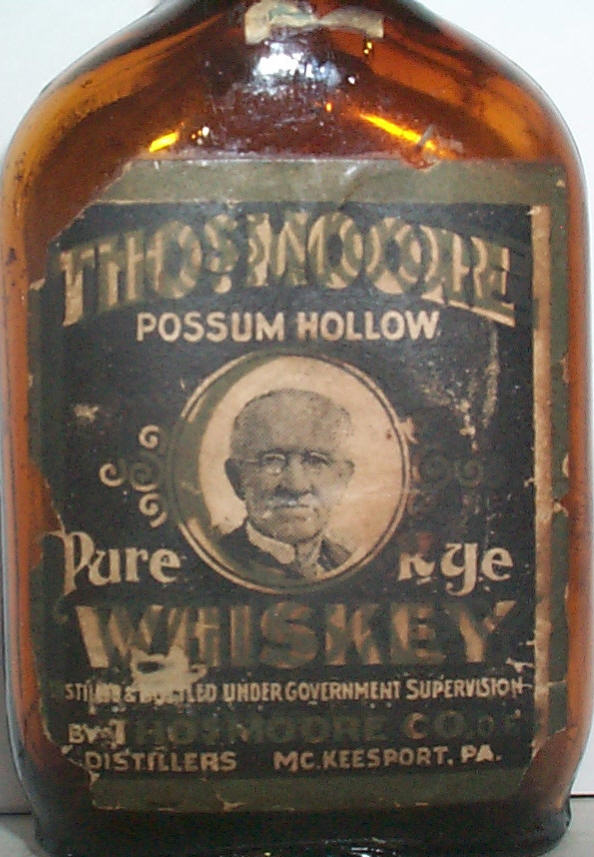 THOS. MOORE
POSSUM HOLLOW
Pure Rye
WHISKEY
& BOTTLED UNDER GOVERNMENT SUPERVISION
BY THOS. MOORE CO.
DISTILLERS MC.KEESPORT, PA.